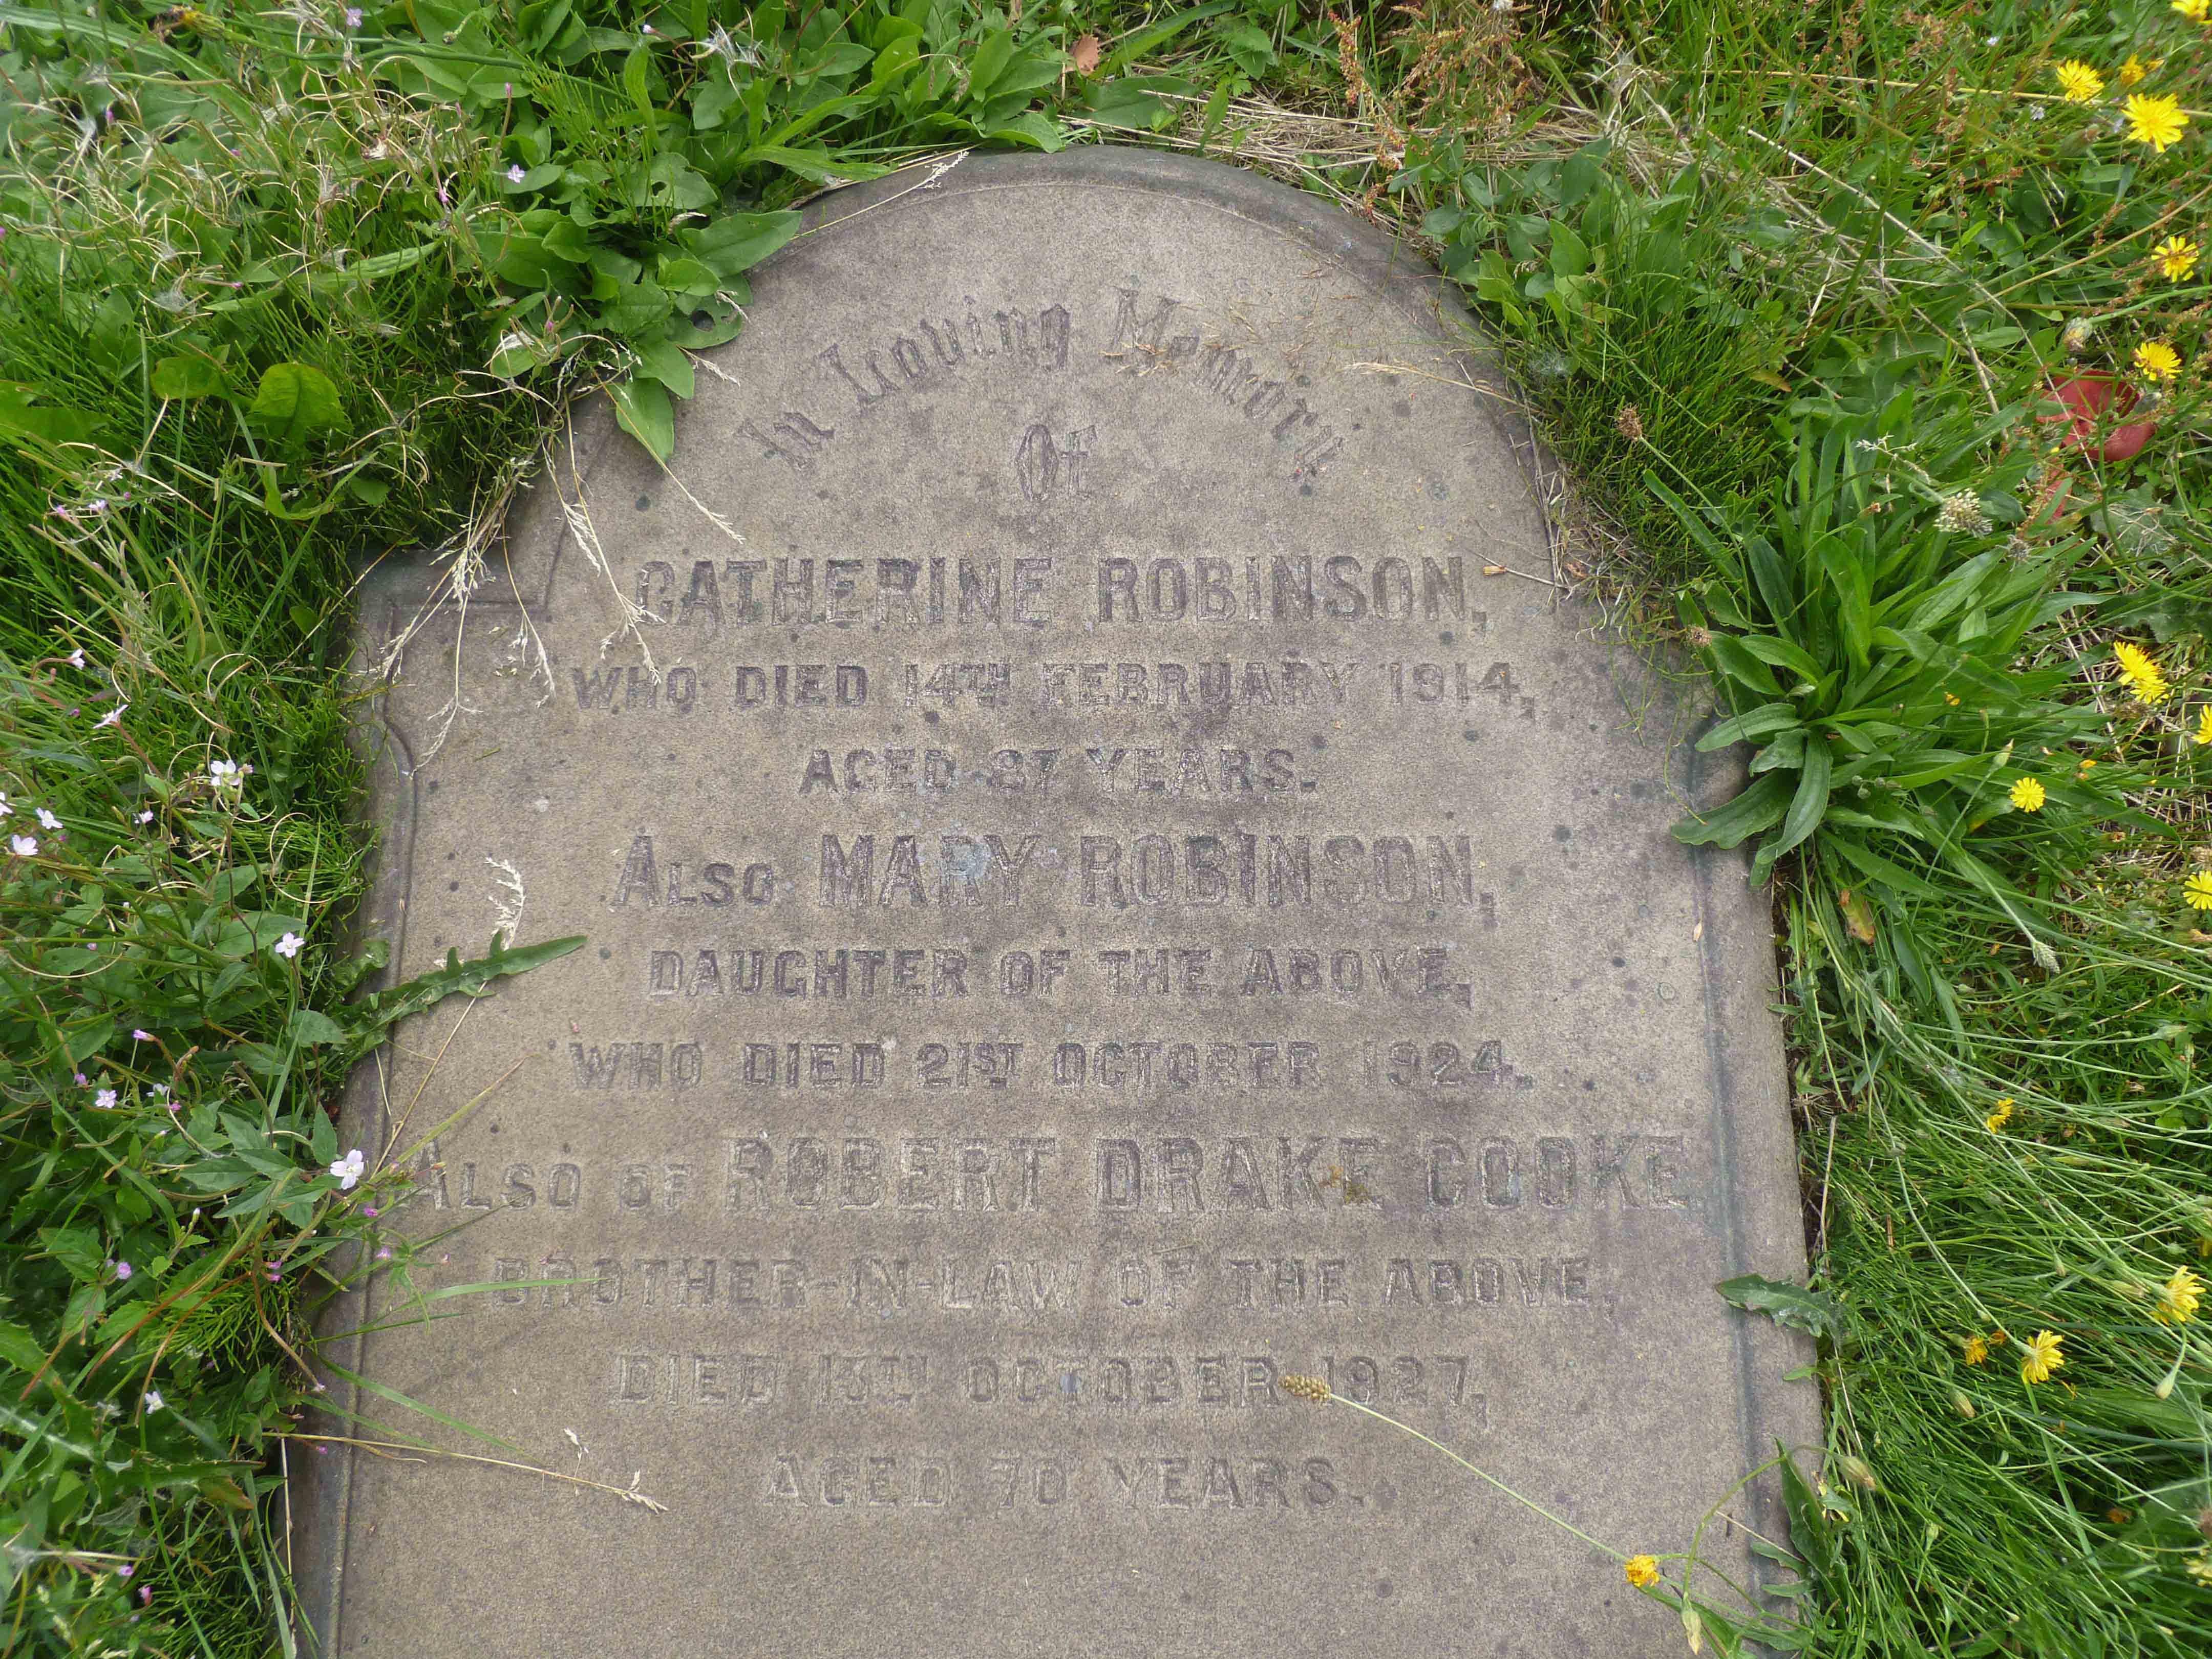 In Loving Memory
Of
CATHERINE ROBINSON,
WHO DIED 14TH FEBRUARY 1914,
AGED 87 YEARS.
ALSO MARY ROBINSON,
DAUGHTER OF THE ABOVE,
WHO DIED 21ST OCTOBER 1924.
ALSO OF ROBERT DRAKE COOKE
BROTHER-IN-LAW OF THE ABOVE
DIED OCTOBER 1927,
AGED 70 YEARS.